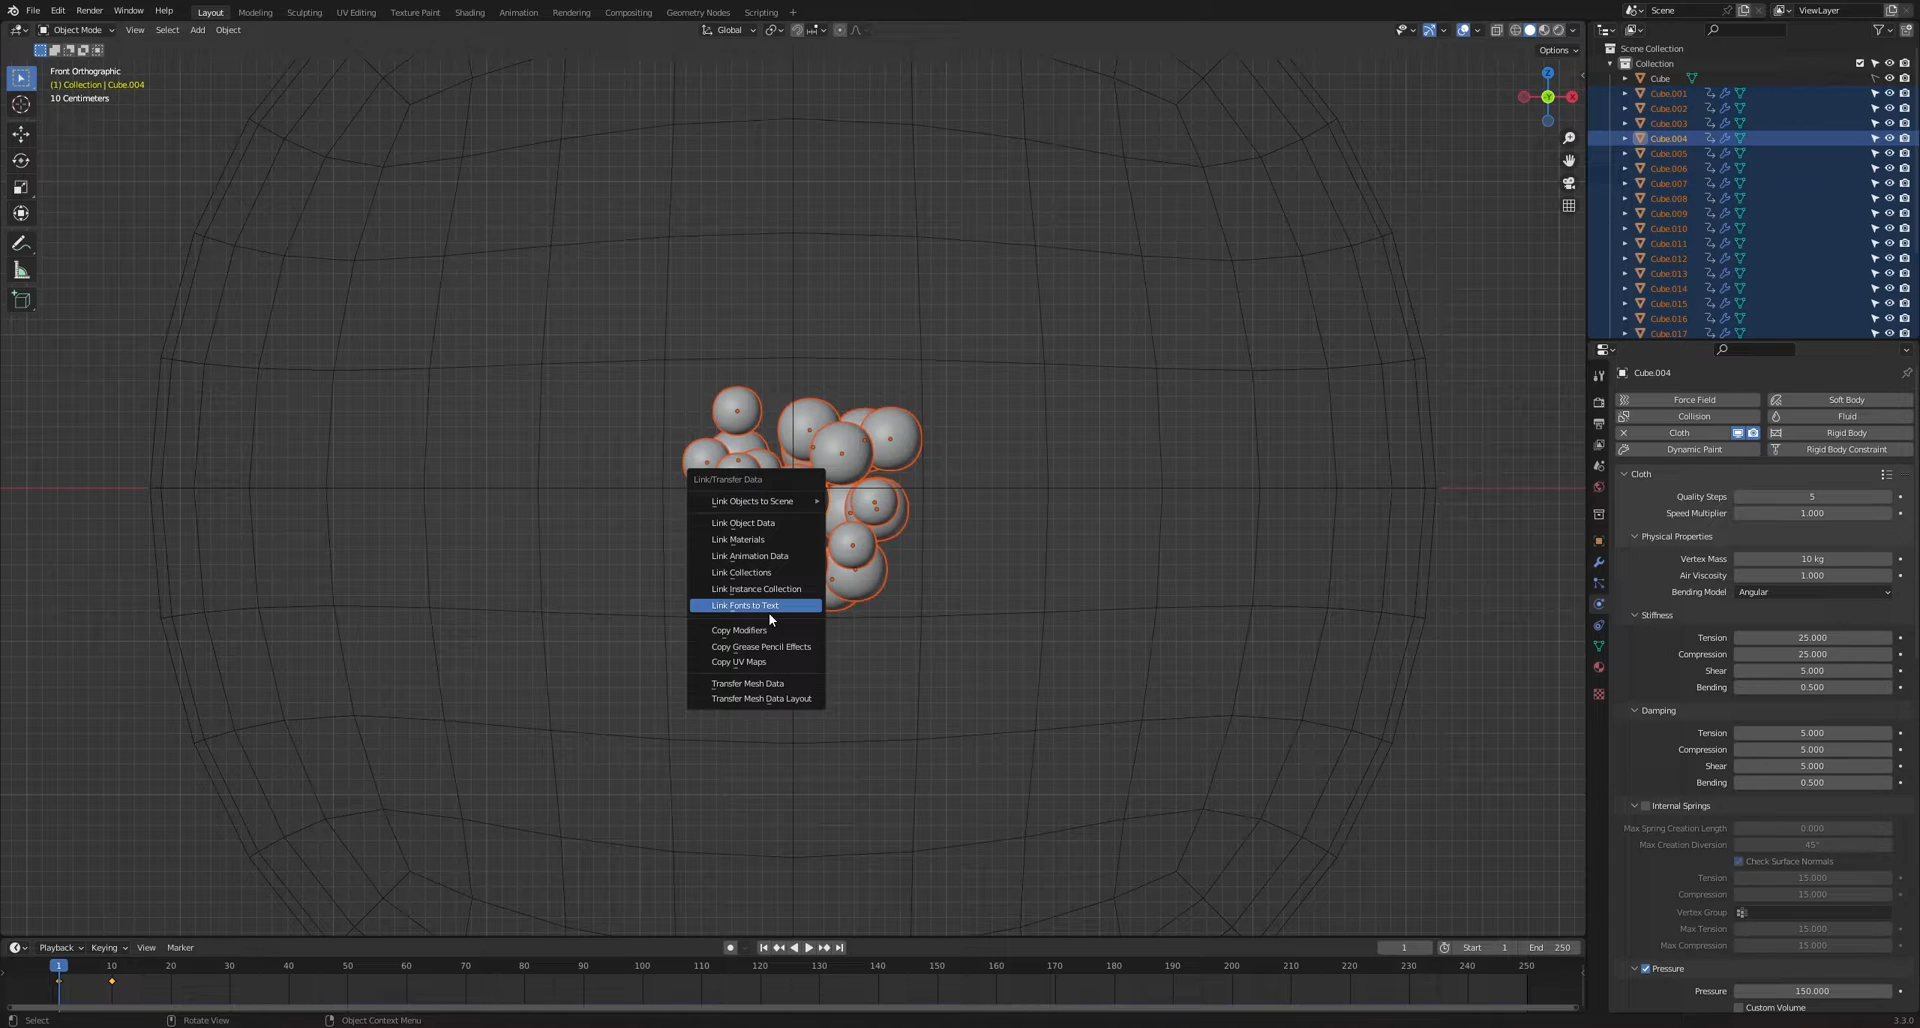 File Edit Render Window Help Layout Modeling Sculpting UV Editing Texture Paint Shading Animation Rendering Compositing Geometry Nodes Scripting + Scene ViewLayer
Object Mode View Select Add Object Global
Options
Front Orthographic
(1) Collection | Cube.004
10 Centimeters
Z
Y
X
Scene Collection
Collection
Cube
Cube.001
Cube.002
Cube.003
Cube.004
Cube.005
Cube.006
Cube.007
Cube.008
Cube.009
Cube.010
Cube.011
Cube.012
Cube.013
Cube.014
Cube.015
Cube.016
Cube.017
Link/Transfer Data
Link Objects to Scene
Link Object Data
Link Materials
Link Animation Data
Link Collections
Link Instance Collection
Link Fonts to Text
Copy Modifiers
Copy Grease Pencil Effects
Copy UV Maps
Transfer Mesh Data
Transfer Mesh Data Layout
Cube.004
Force Field Soft Body
Collision Fluid
Cloth Rigid Body
Dynamic Paint Rigid Body Constraint
Cloth
Quality Steps 5
Speed Multiplier 1.000
Physical Properties
Vertex Mass 10 kg
Air Viscosity 1.000
Bending Model Angular
Stiffness
Tension 25.000
Compression 25.000
Shear 5.000
Bending 0.500
Damping
Tension 5.000
Compression 5.000
Shear 5.000
Bending 0.500
Internal Springs
Max Spring Creation Length 0.000
Max Creation Diversion 45°
Check Surface Normals
Tension 15.000
Compression 15.000
Vertex Group
Max Tension 15.000
Max Compression 15.000
Pressure
Pressure 150.000
Custom Volume
Playback Keying View Marker 1 Start 1 End 250
1 10 20 30 40 50 60 70 80 90 100 110 120 130 140 150 160 170 180 190 200 210 220 230 240 250
Select Rotate View Object Context Menu 3.3.0